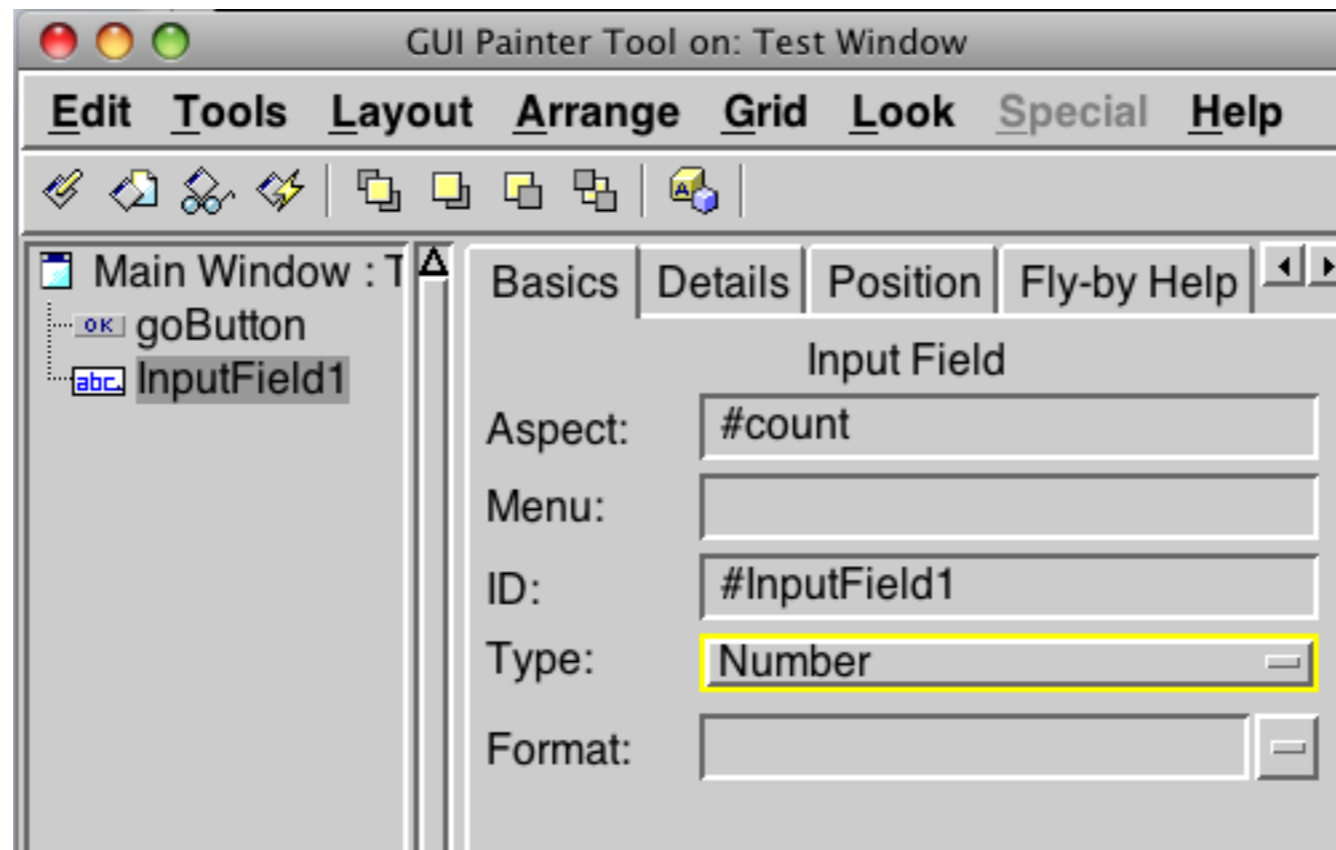 GUI Painter Tool on: Test Window
Edit Tools Layout Arrange Grid Look Special Help
A
Main Window : T
OK goButton
abc InputField1
Basics Details Position Fly-by Help
Input Field
Aspect: #count
Menu:
ID: #InputField1
Type: Number
Format: